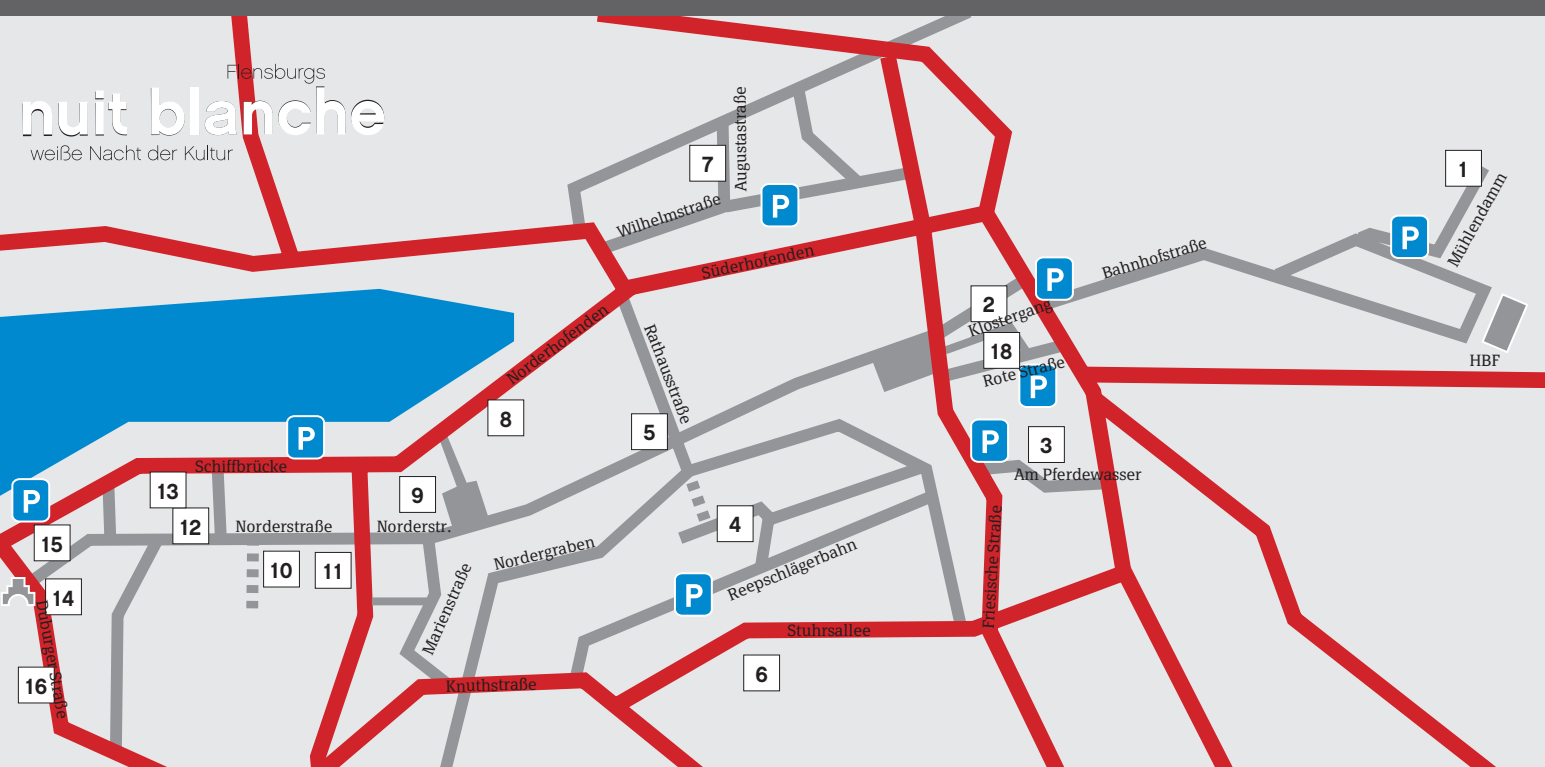 Flensburgs
nuit blanche
weiße Nacht der Kultur
1
7
Augustastraße
Mühlendamm
P
Wilhelmstraße
P
Bahnhofstraße
Süderhofenden
P
2
Klostergang
Norderhofenden
Rathausstraße
18
HBF
Rote Straße
P
8
5
P
3
P
Schiffbrücke
Am Pferdewasser
13
9
P
12
Norderstraße
Norderstr.
4
15
Nordergraben
Friesische Straße
10
11
Reepschlägerbahn
14
P
Marienstraße
Duburger Straße
Stuhrsallee
6
16
Knuthstraße